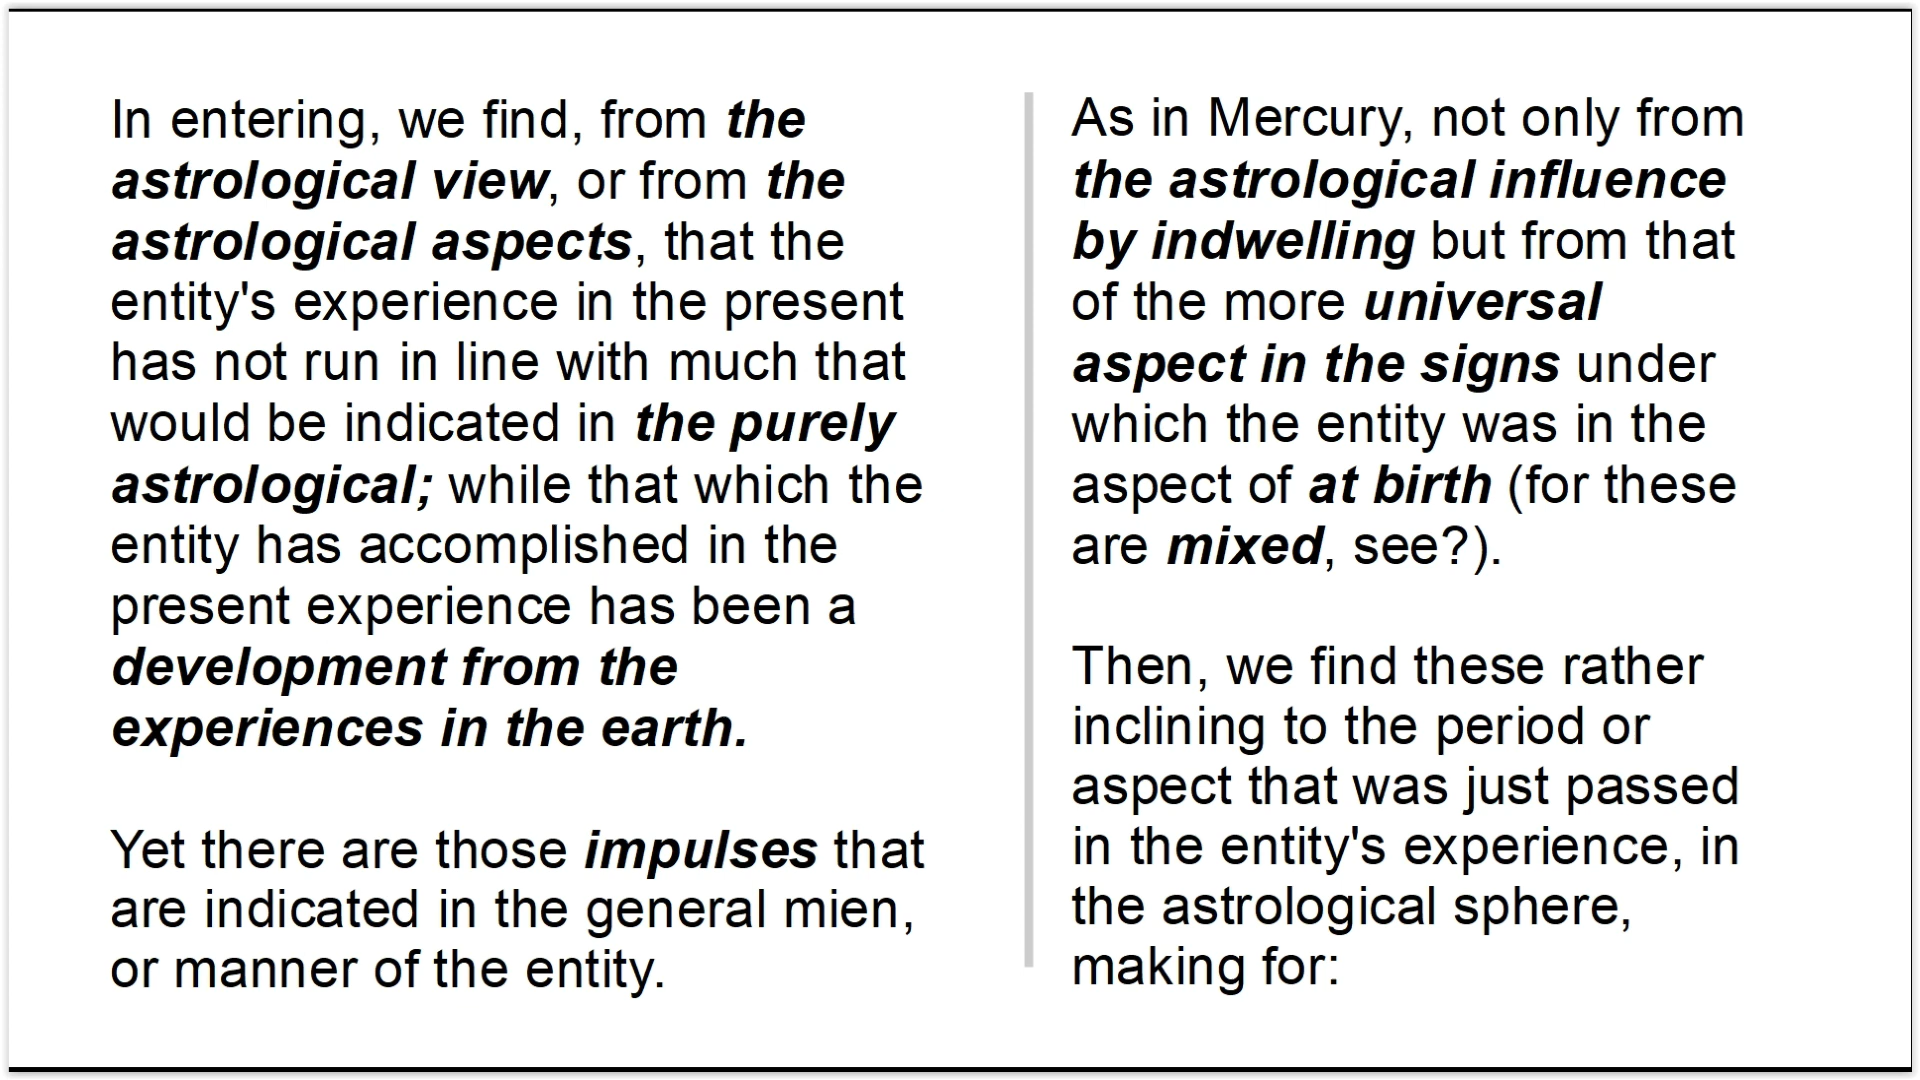 In entering, we find, from the
astrological view, or from the
astrological aspects, that the
entity's experience in the present
has not run in line with much that
would be indicated in the purely
astrological; while that which the
entity has accomplished in the
present experience has been a
development from the
experiences in the earth.
Yet there are those impulses that
are indicated in the general mien,
or manner of the entity.
As in Mercury, not only from
the astrological influence
by indwelling but from that
of the more universal
aspect in the signs under
which the entity was in the
aspect of at birth (for these
are mixed, see?).
Then, we find these rather
inclining to the period or
aspect that was just passed
in the entity's experience, in
the astrological sphere,
making for: